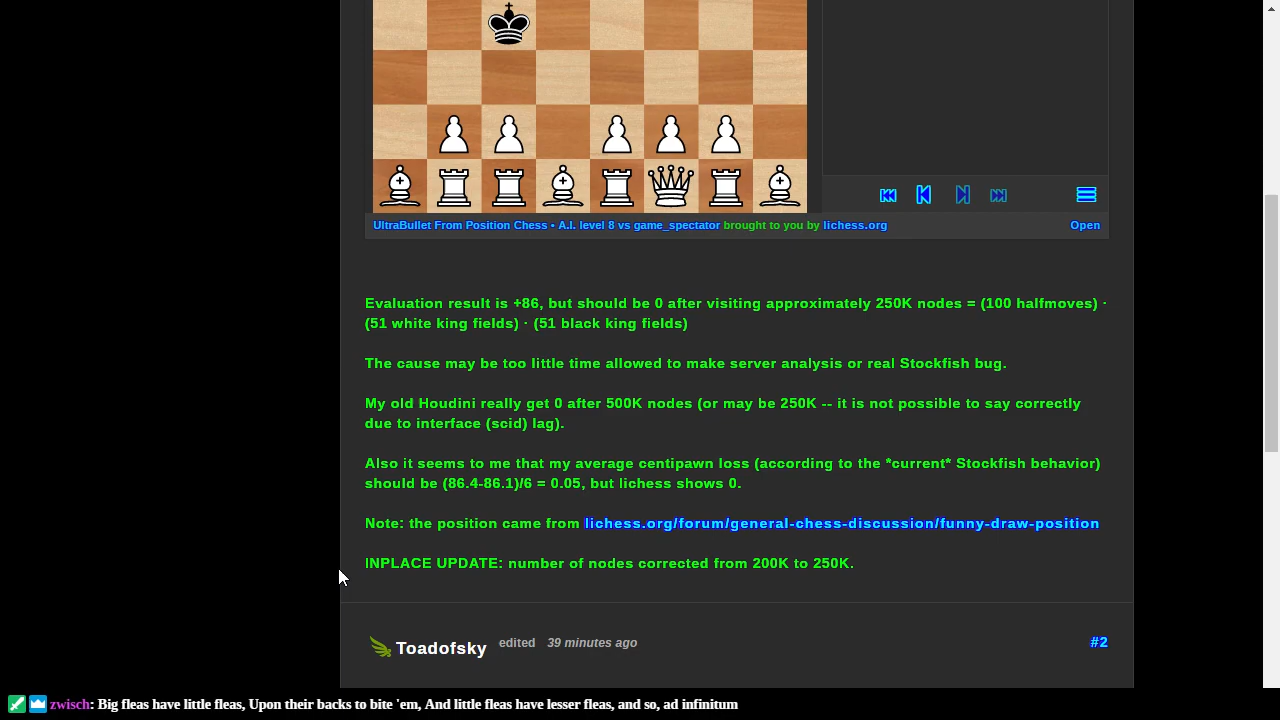 UltraBullet From Position Chess • A.I. level 8 vs game_spectator brought to you by lichess.org Open
Evaluation result is +86, but should be 0 after visiting approximately 250K nodes = (100 halfmoves) ·
(51 white king fields) · (51 black king fields)
The cause may be too little time allowed to make server analysis or real Stockfish bug.
My old Houdini really get 0 after 500K nodes (or may be 250K -- it is not possible to say correctly
due to interface (scid) lag).
Also it seems to me that my average centipawn loss (according to the *current* Stockfish behavior)
should be (86.4-86.1)/6 = 0.05, but lichess shows 0.
Note: the position came from lichess.org/forum/general-chess-discussion/funny-draw-position
INPLACE UPDATE: number of nodes corrected from 200K to 250K.
Toadofsky edited 39 minutes ago #2
zwisch: Big fleas have little fleas, Upon their backs to bite 'em, And little fleas have lesser fleas, and so, ad infinitum